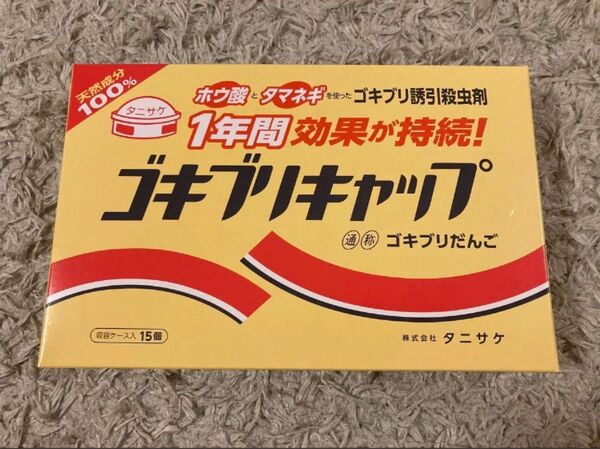 天然成分
100%
タニサケ
ホウ酸とタマネギを使ったゴキブリ誘引殺虫剤
1年間効果が持続!
ゴキブリキャップ
通称 ゴキブリだんご
収容ケース入 15個
株式会社 タニサケ